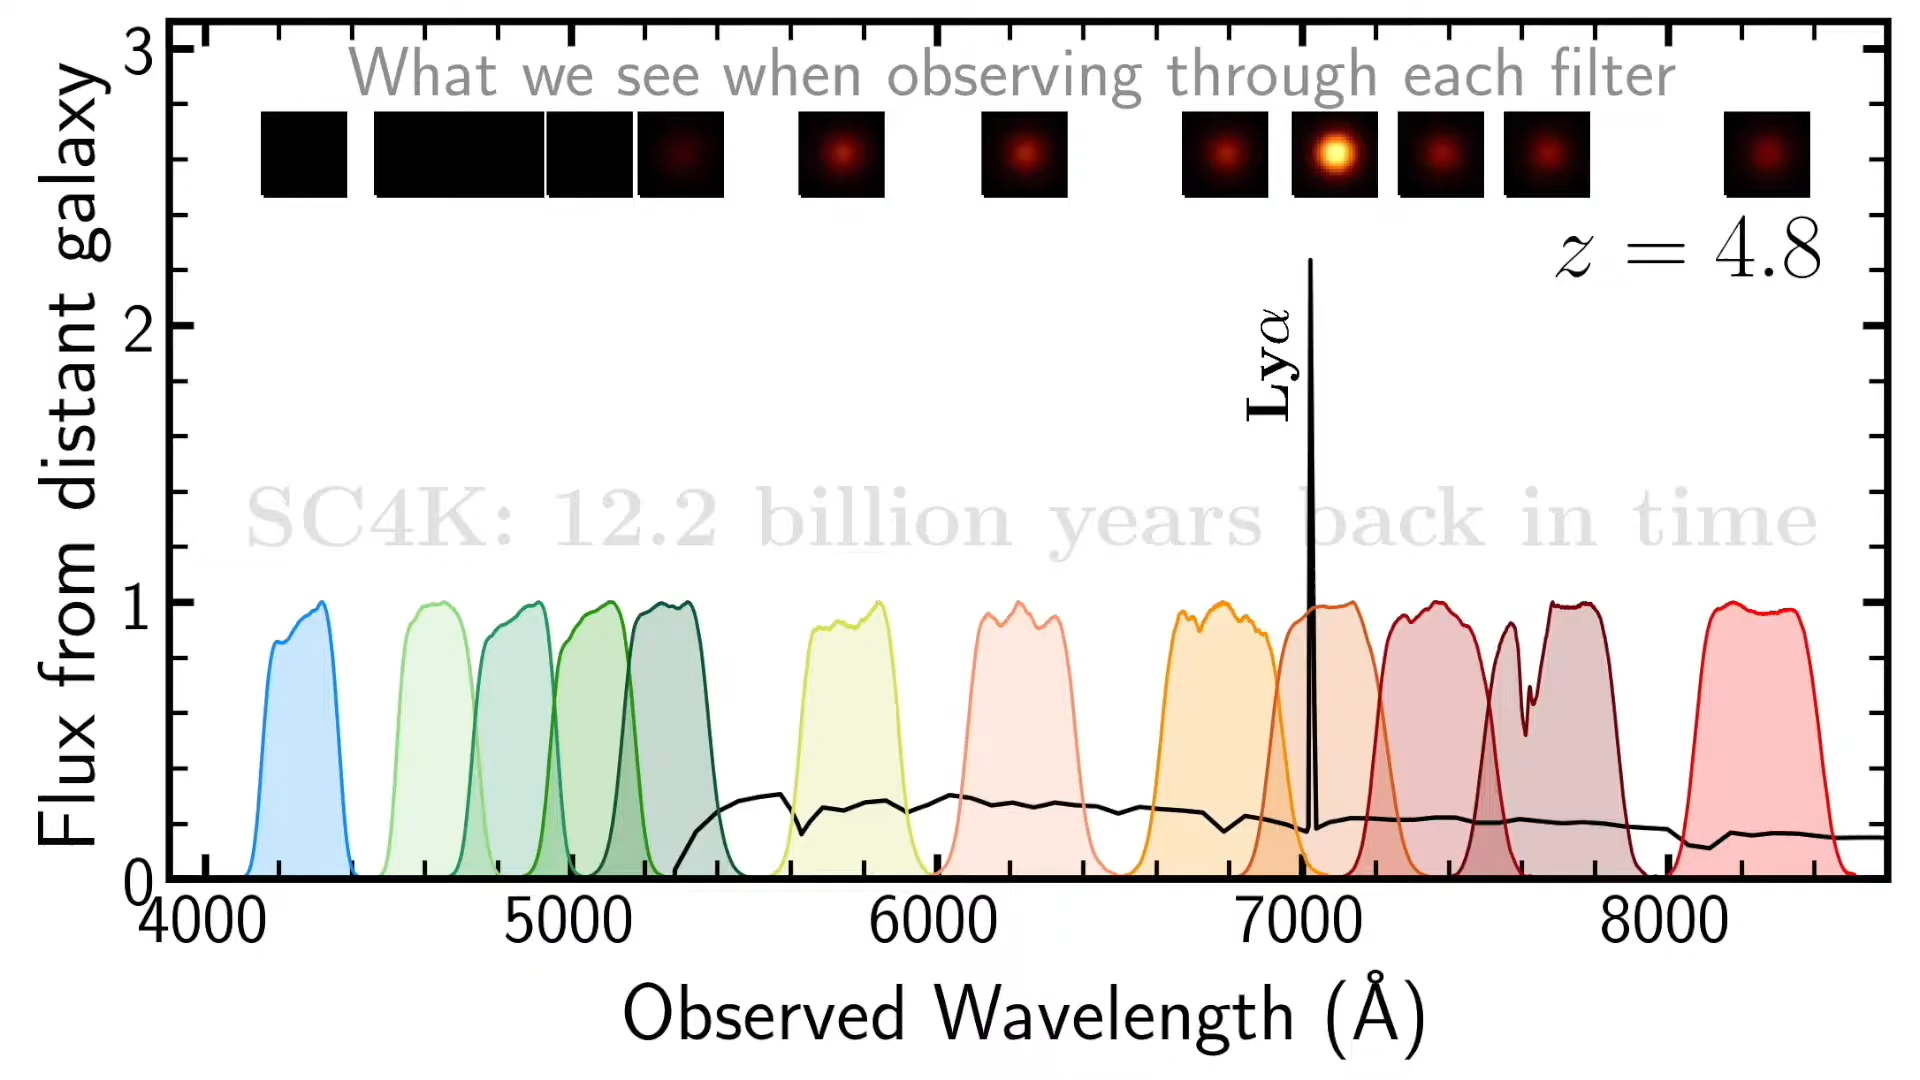 What we see when observing through each filter
z = 4.8
Lyα
SC4K: 12.2 billion years back in time
Flux from distant galaxy
3
2
1
0
4000 5000 6000 7000 8000
Observed Wavelength (Å)